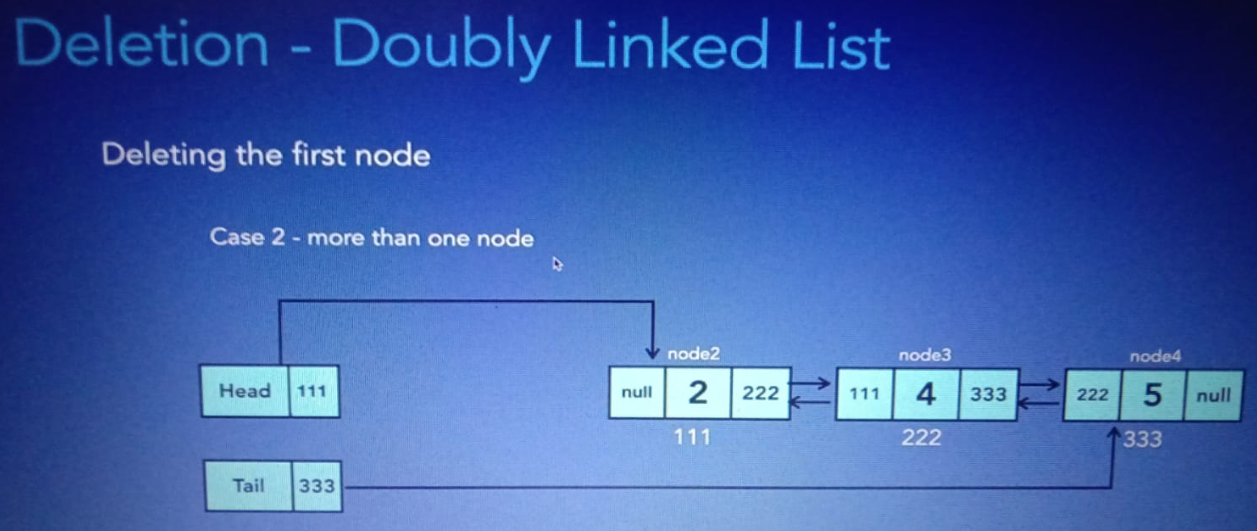 Deletion - Doubly Linked List
Deleting the first node
Case 2 - more than one node
node2 node3 node4
Head 111 null 2 222 111 4 333 222 5 null
111 222 333
Tail 333